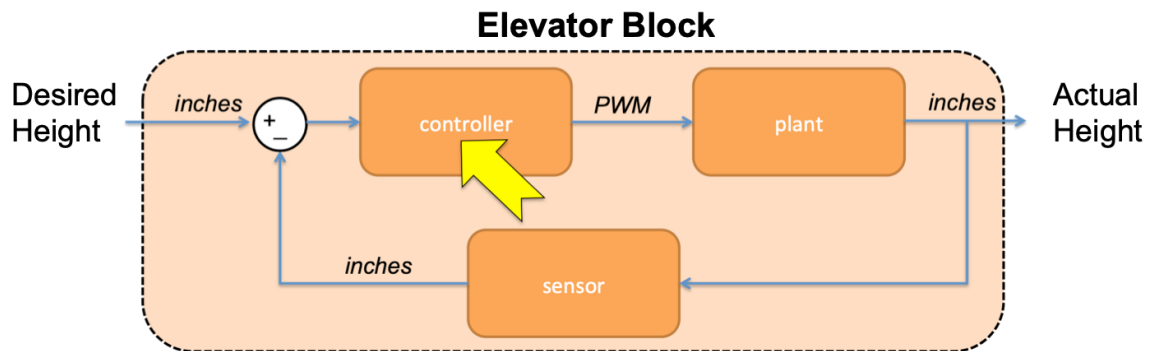 Elevator Block
Desired
Height
inches
+
−
controller
PWM
plant
inches
Actual
Height
inches
sensor